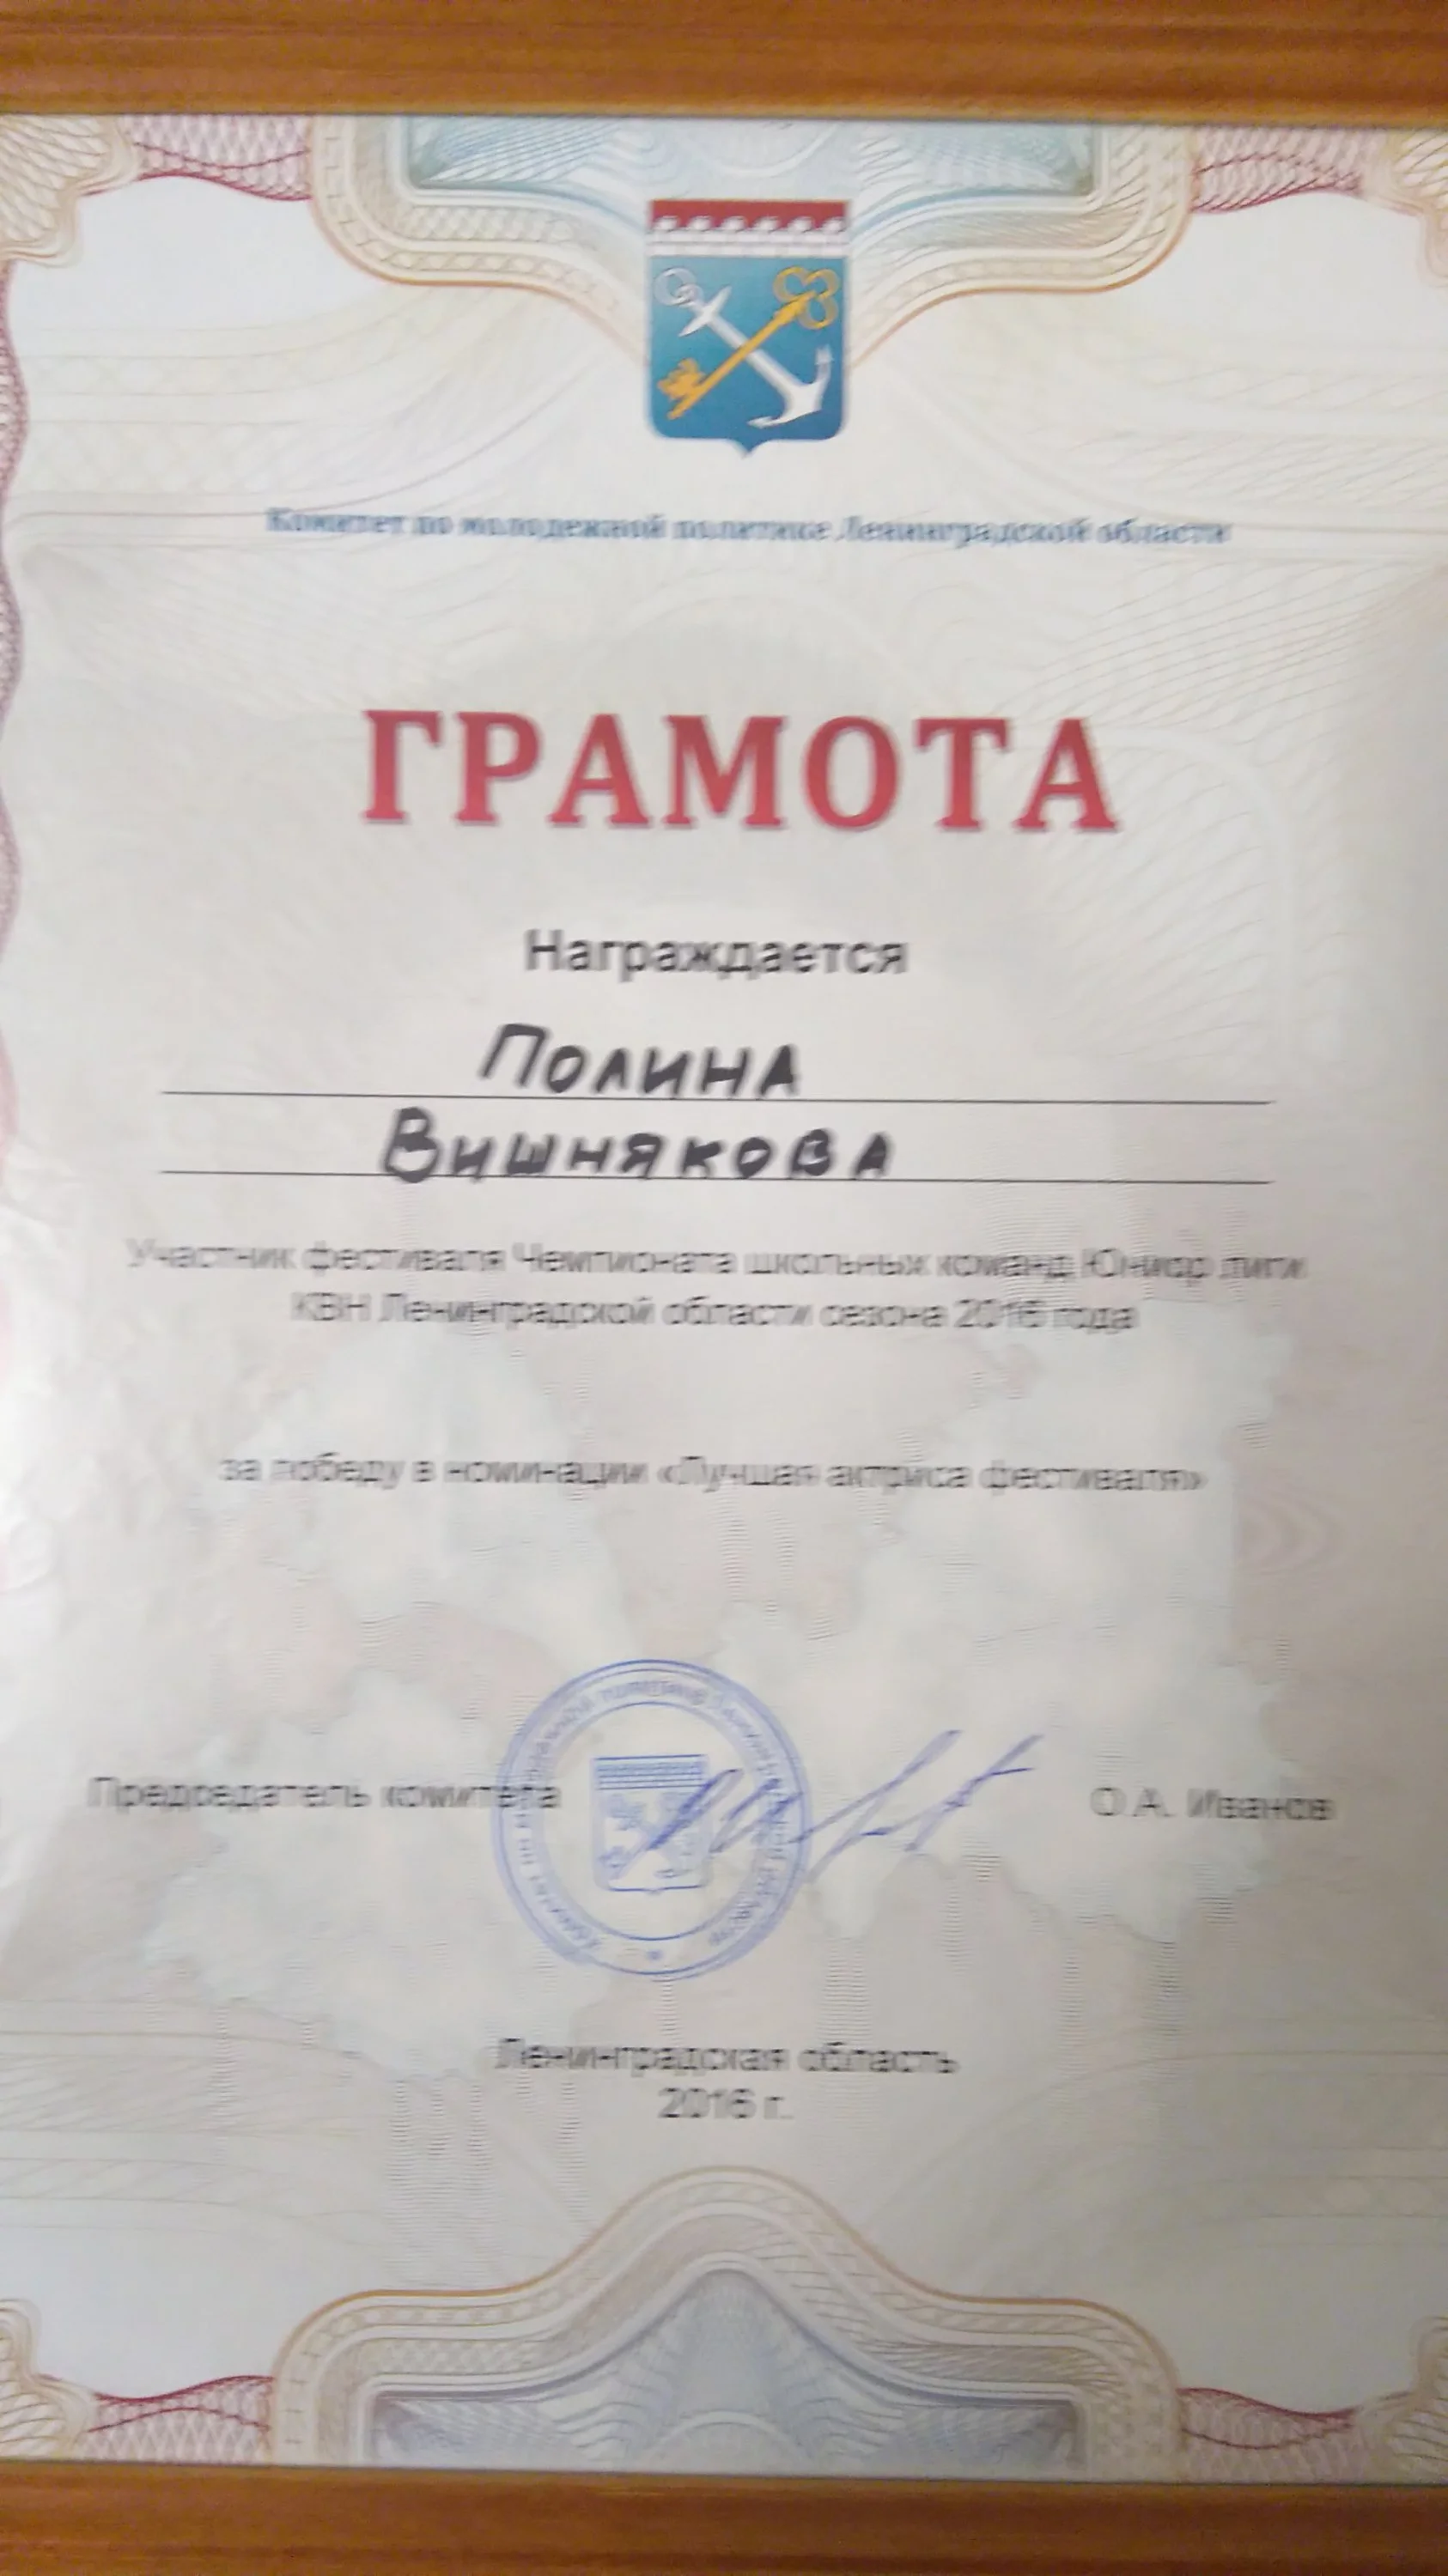 Комитет по молодежной политике Ленинградской области
ГРАМОТА
Награждается
Полина
Вишнякова
Участник фестиваля Чемпионата школьных команд Юниор лиги
КВН Ленинградской области сезона 2016 года
за победу в номинации «Лучшая актриса фестиваля»
Председатель комитета
О.А. Иванов
Ленинградская область
2016 г.